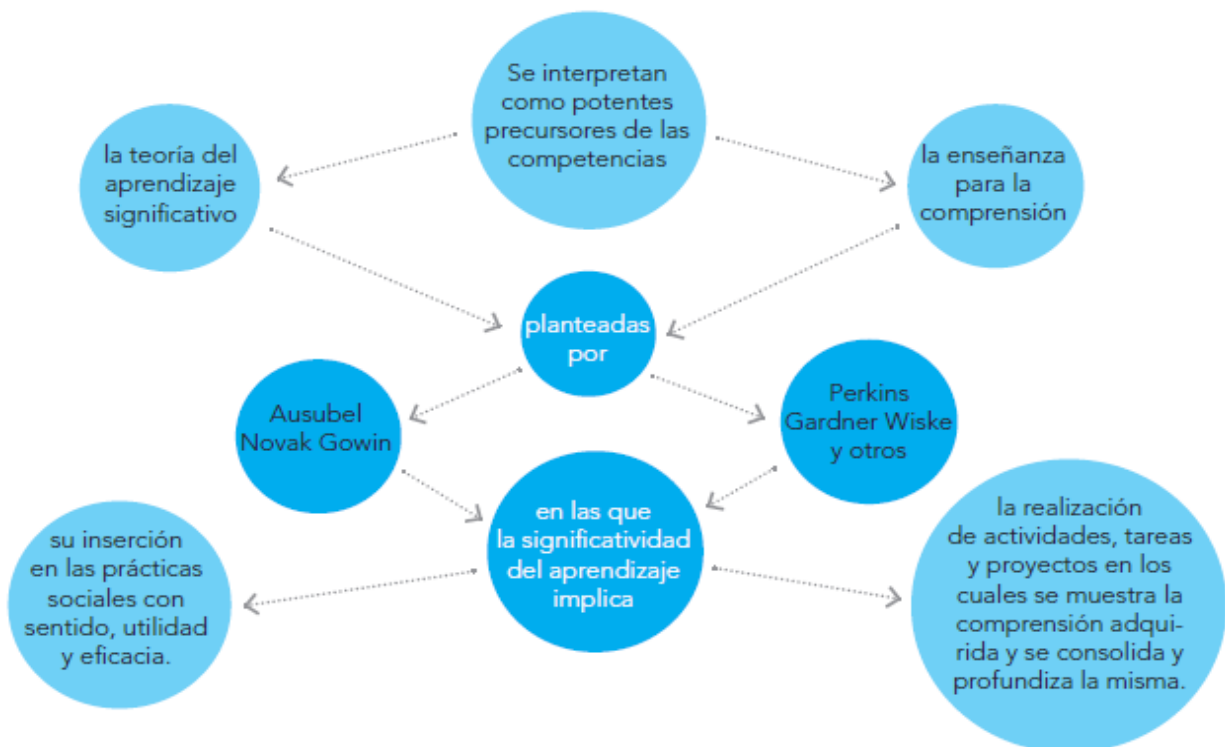 Se interpretan
como potentes
precursores de las
competencias
la teoría del
aprendizaje
significativo
la enseñanza
para la
comprensión
planteadas
por
Ausubel
Novak Gowin
Perkins
Gardner Wiske
y otros
en las que
la significatividad
del aprendizaje
implica
su inserción
en las prácticas
sociales con
sentido, utilidad
y eficacia.
la realización
de actividades, tareas
y proyectos en los
cuales se muestra la
comprensión adqui-
rida y se consolida y
profundiza la misma.